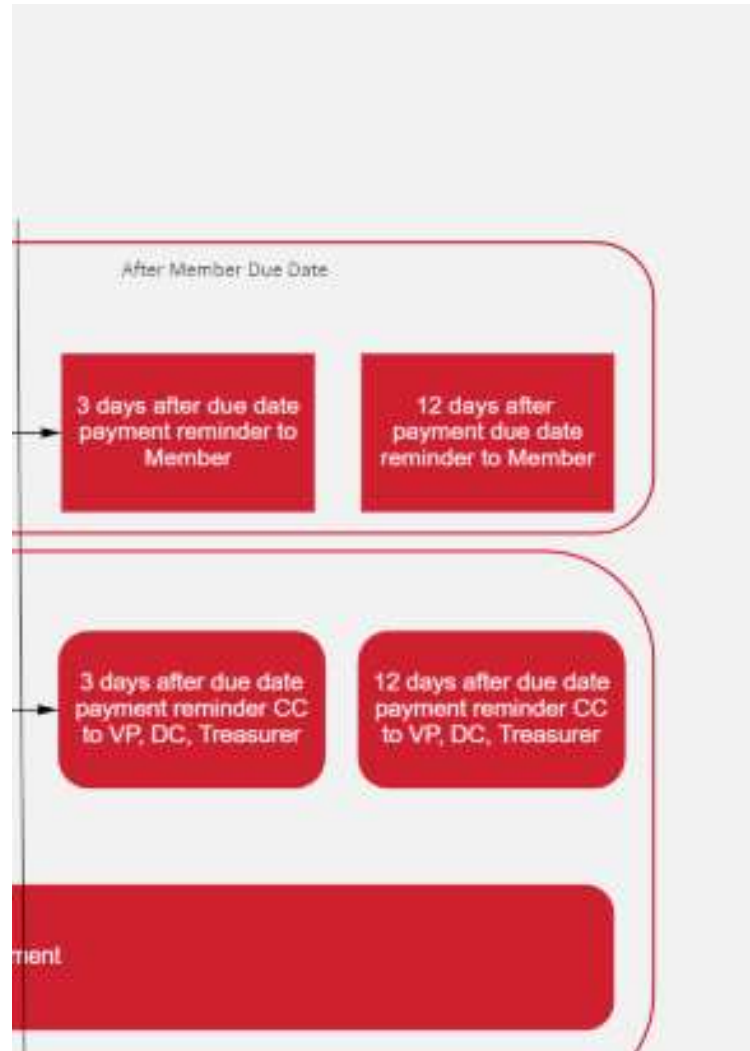 After Member Due Date
3 days after due date
payment reminder to
Member
12 days after
payment due date
reminder to Member
3 days after due date
payment reminder CC
to VP, DC, Treasurer
12 days after due date
payment reminder CC
to VP, DC, Treasurer
ment